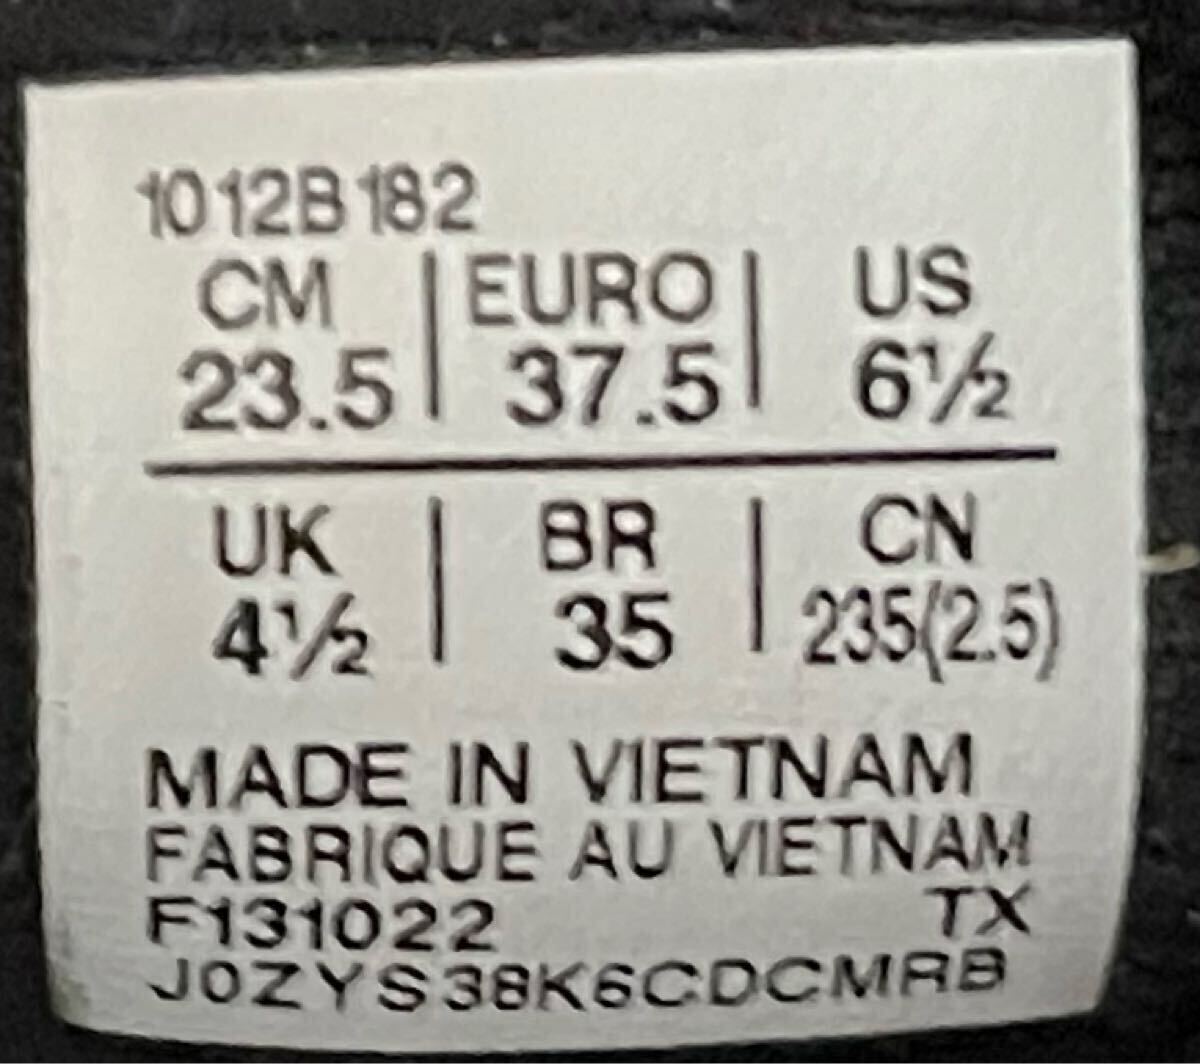 1012B182
CM | EURO | US
23.5 | 37.5 | 6½
UK | BR | CN
4½ | 35 | 235(2.5)
MADE IN VIETNAM
FABRIQUE AU VIETNAM
F131022 TX
J0ZYS38K6CDCMRB